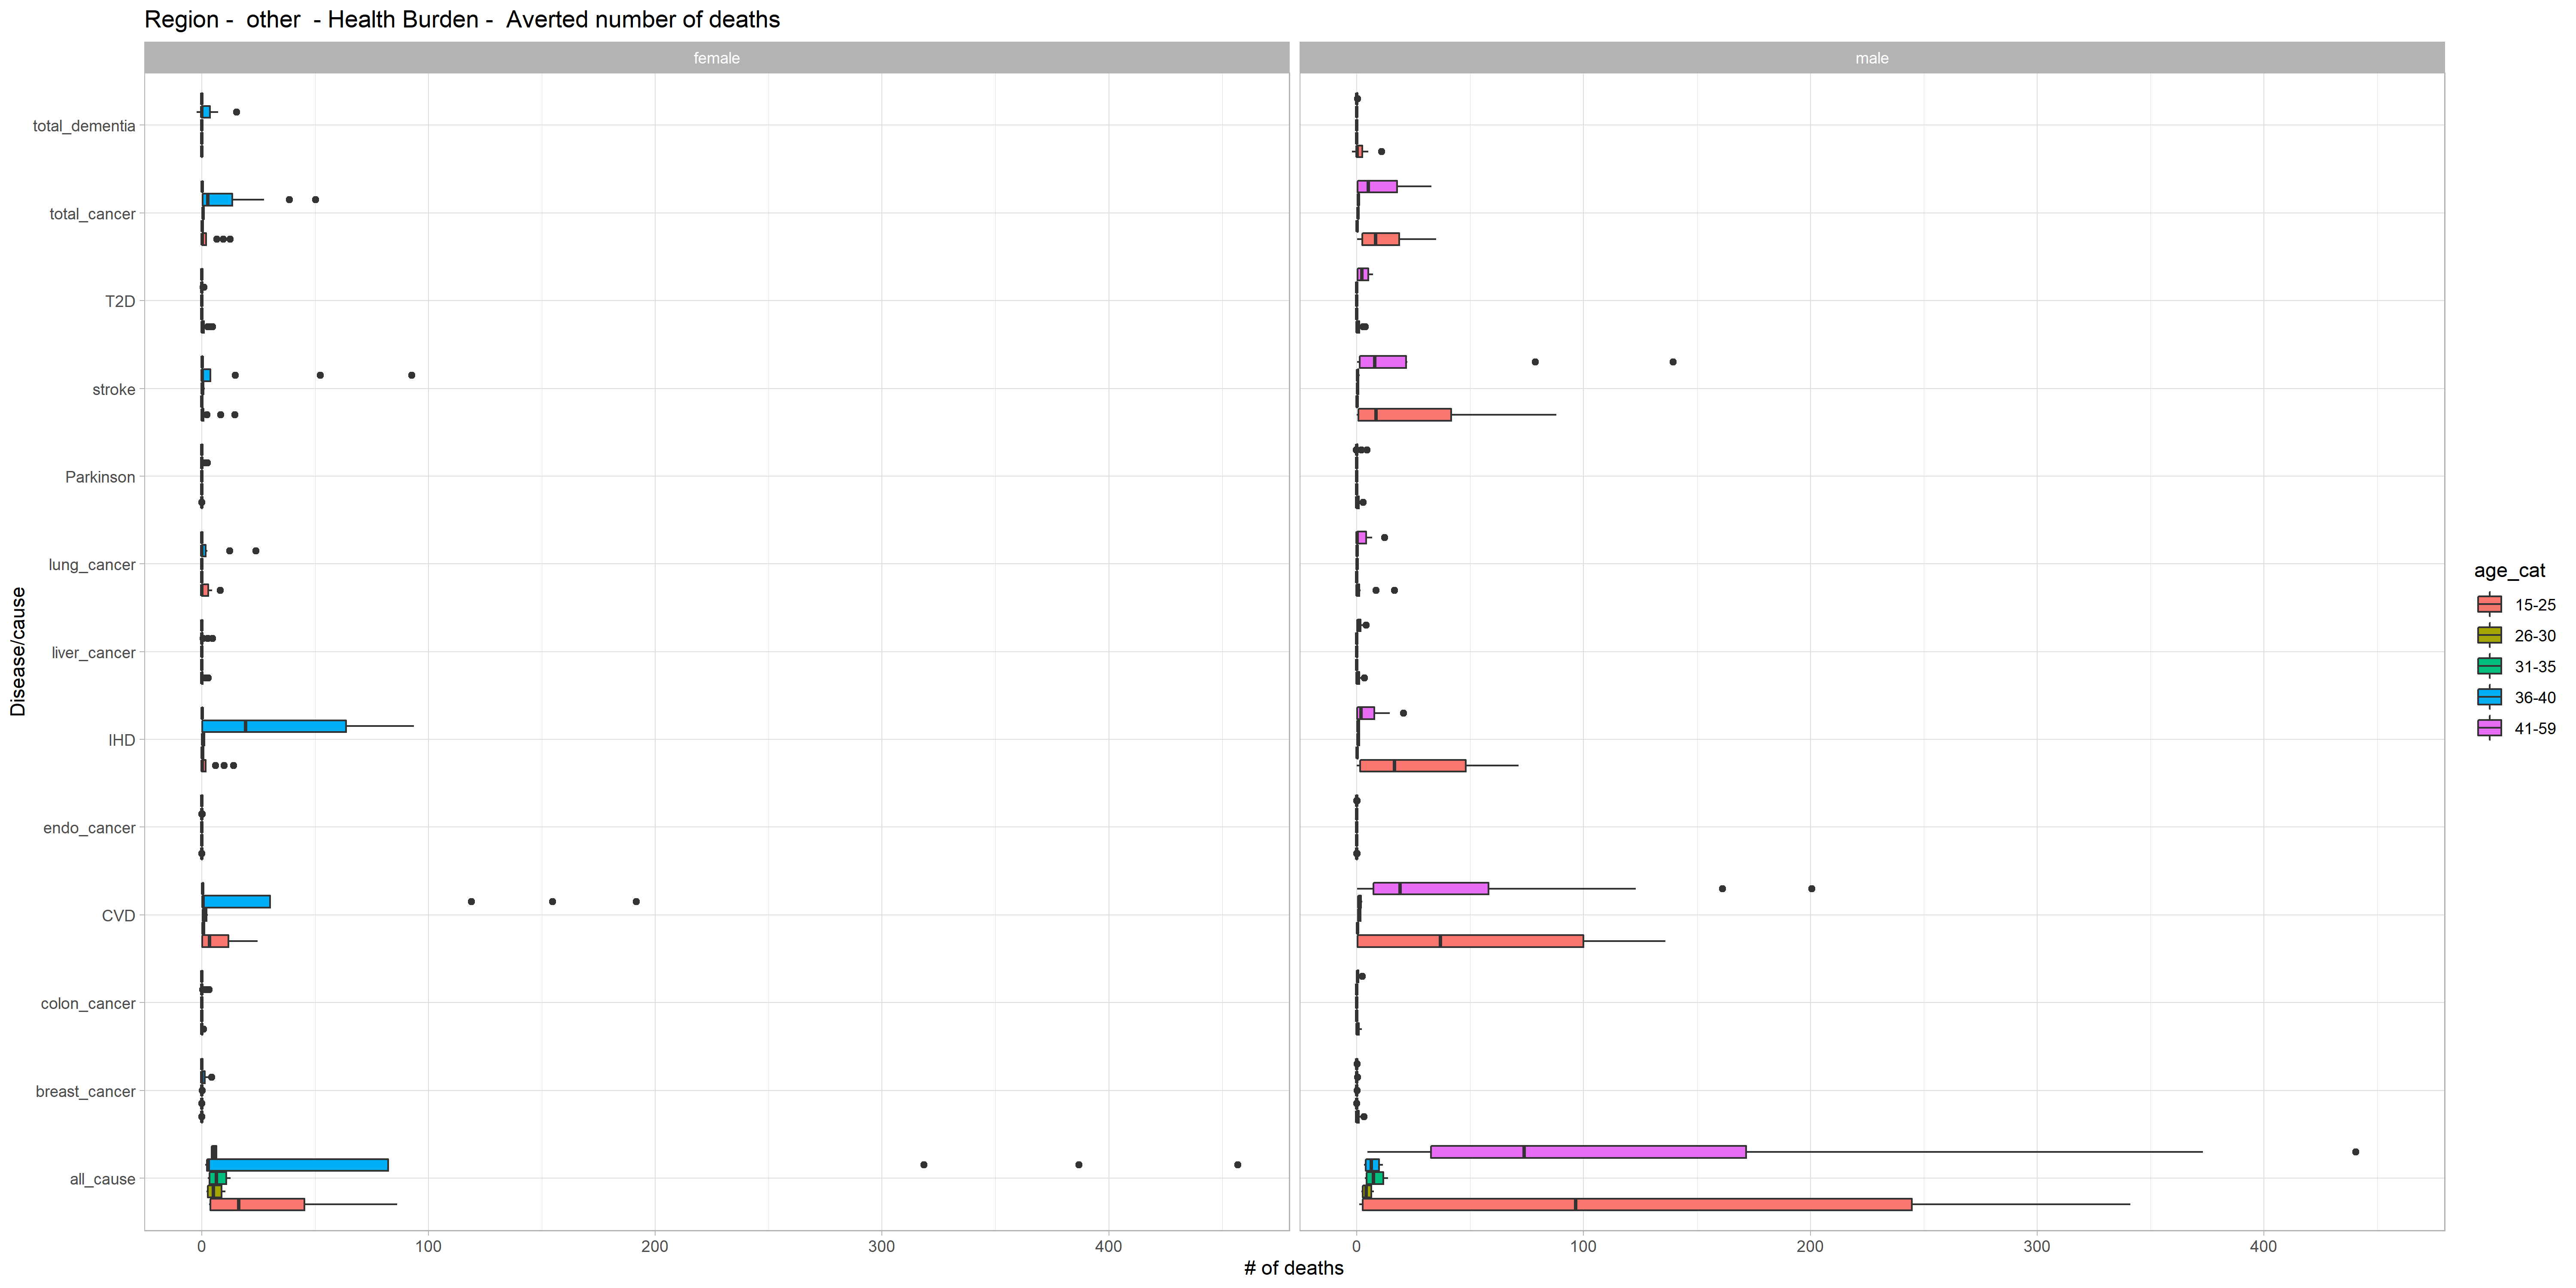 Region -  other  - Health Burden -  Averted number of deaths
female
male
total_dementia
total_cancer
T2D
stroke
Parkinson
lung_cancer
liver_cancer
IHD
endo_cancer
CVD
colon_cancer
breast_cancer
all_cause
Disease/cause
0 100 200 300 400
0 100 200 300 400
# of deaths
age_cat
15-25
26-30
31-35
36-40
41-59